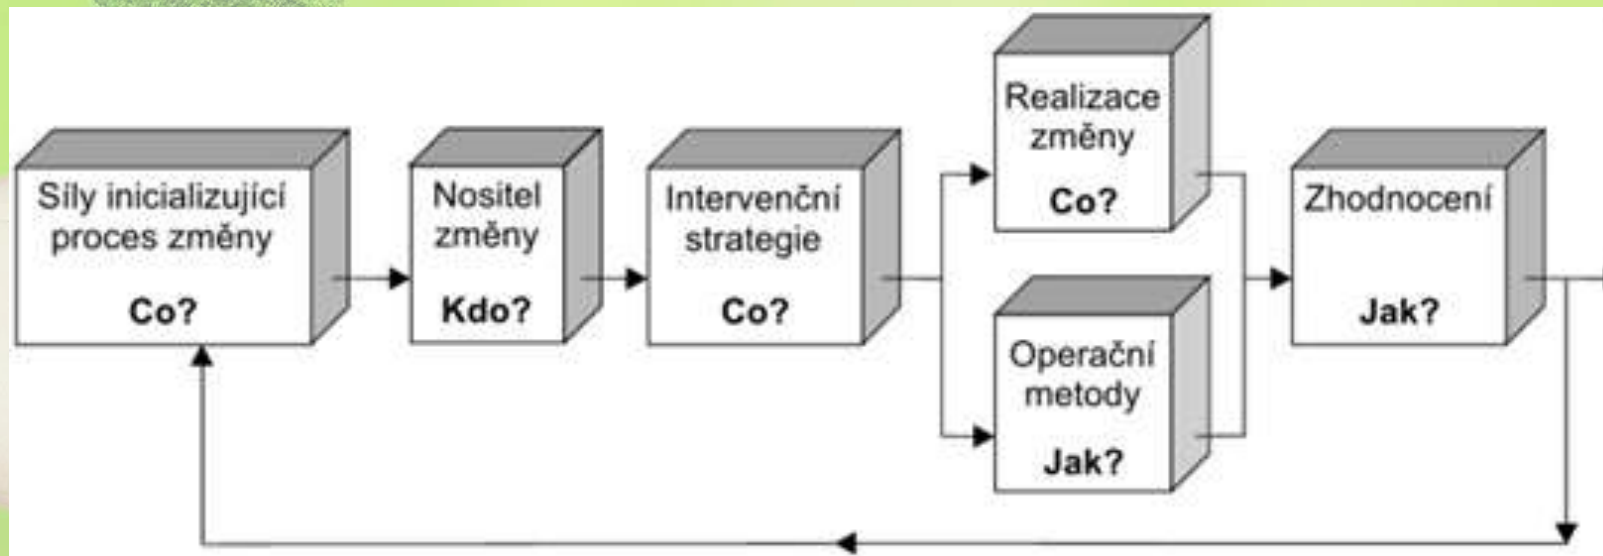 Síly inicializující
proces změny
Co?
Nositel
změny
Kdo?
Intervenční
strategie
Co?
Realizace
změny
Co?
Operační
metody
Jak?
Zhodnocení
Jak?